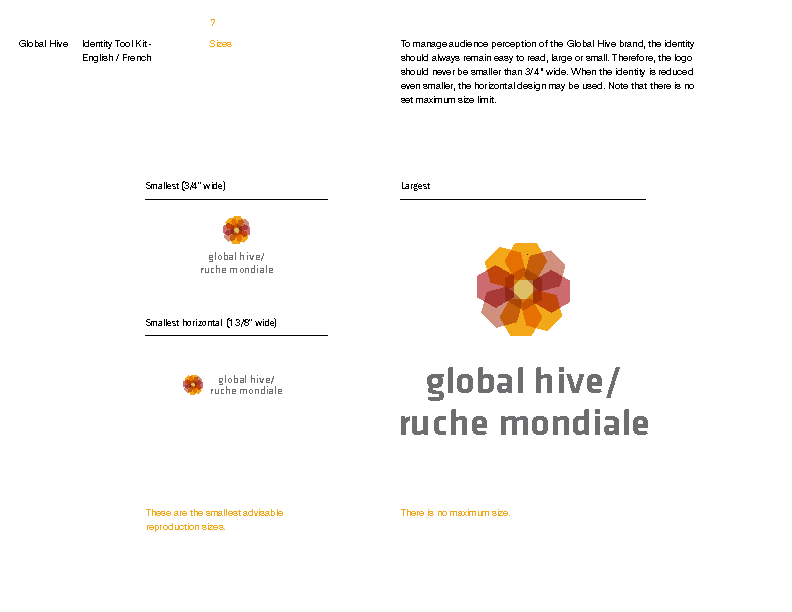 7
Global Hive
Identity Tool Kit -
English / French
Sizes
To manage audience perception of the Global Hive brand, the identity
should always remain easy to read, large or small. Therefore, the logo
should never be smaller than 3/4" wide. When the identity is reduced
even smaller, the horizontal design may be used. Note that there is no
set maximum size limit.
Smallest (3/4" wide)
global hive/
ruche mondiale
Smallest horizontal (1 3/8" wide)
global hive/
ruche mondiale
These are the smallest advisable
reproduction sizes.
Largest
global hive/
ruche mondiale
There is no maximum size.